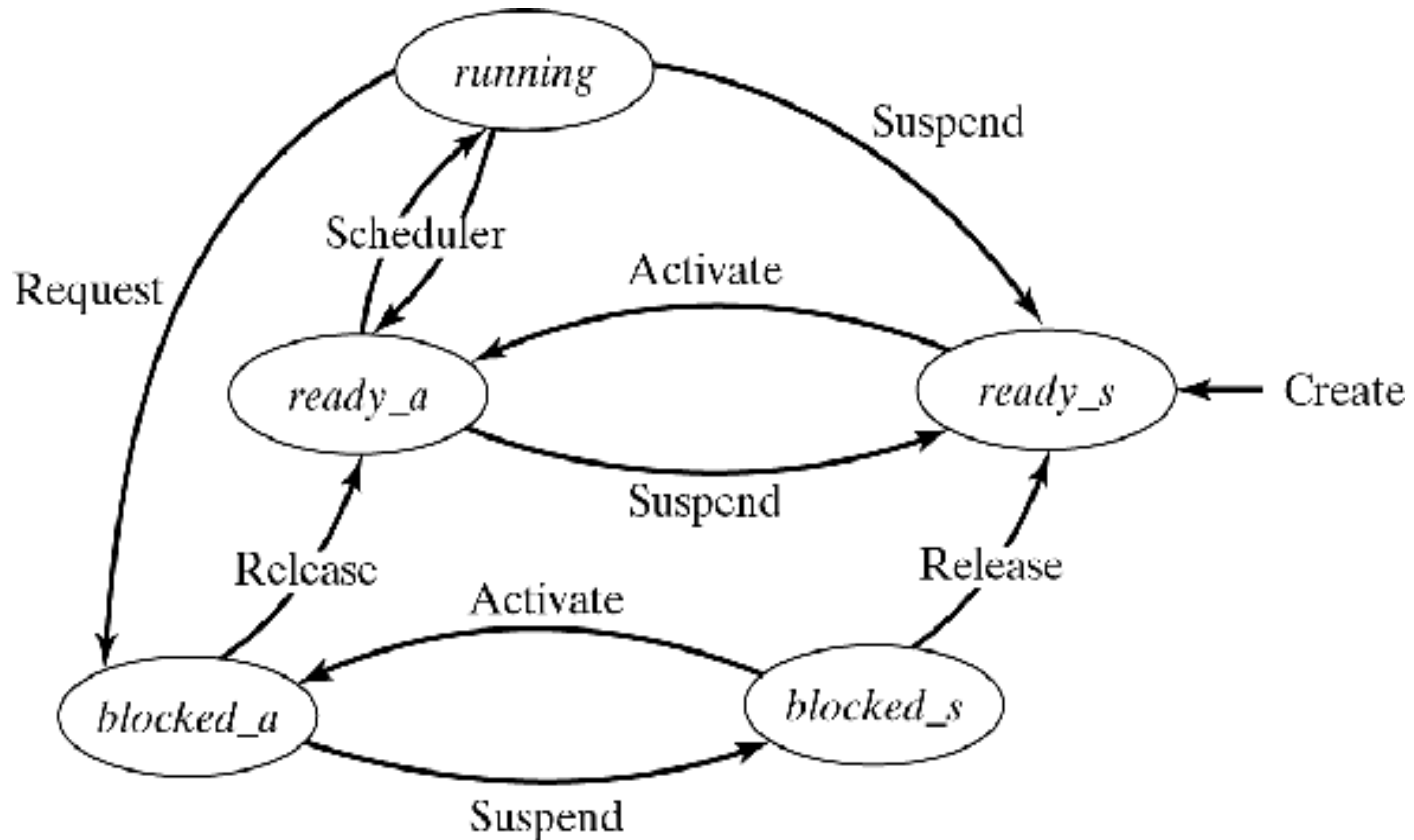 running
Suspend
Scheduler
Activate
Request
ready_a
ready_s
Create
Suspend
Release
Release
Activate
blocked_a
blocked_s
Suspend